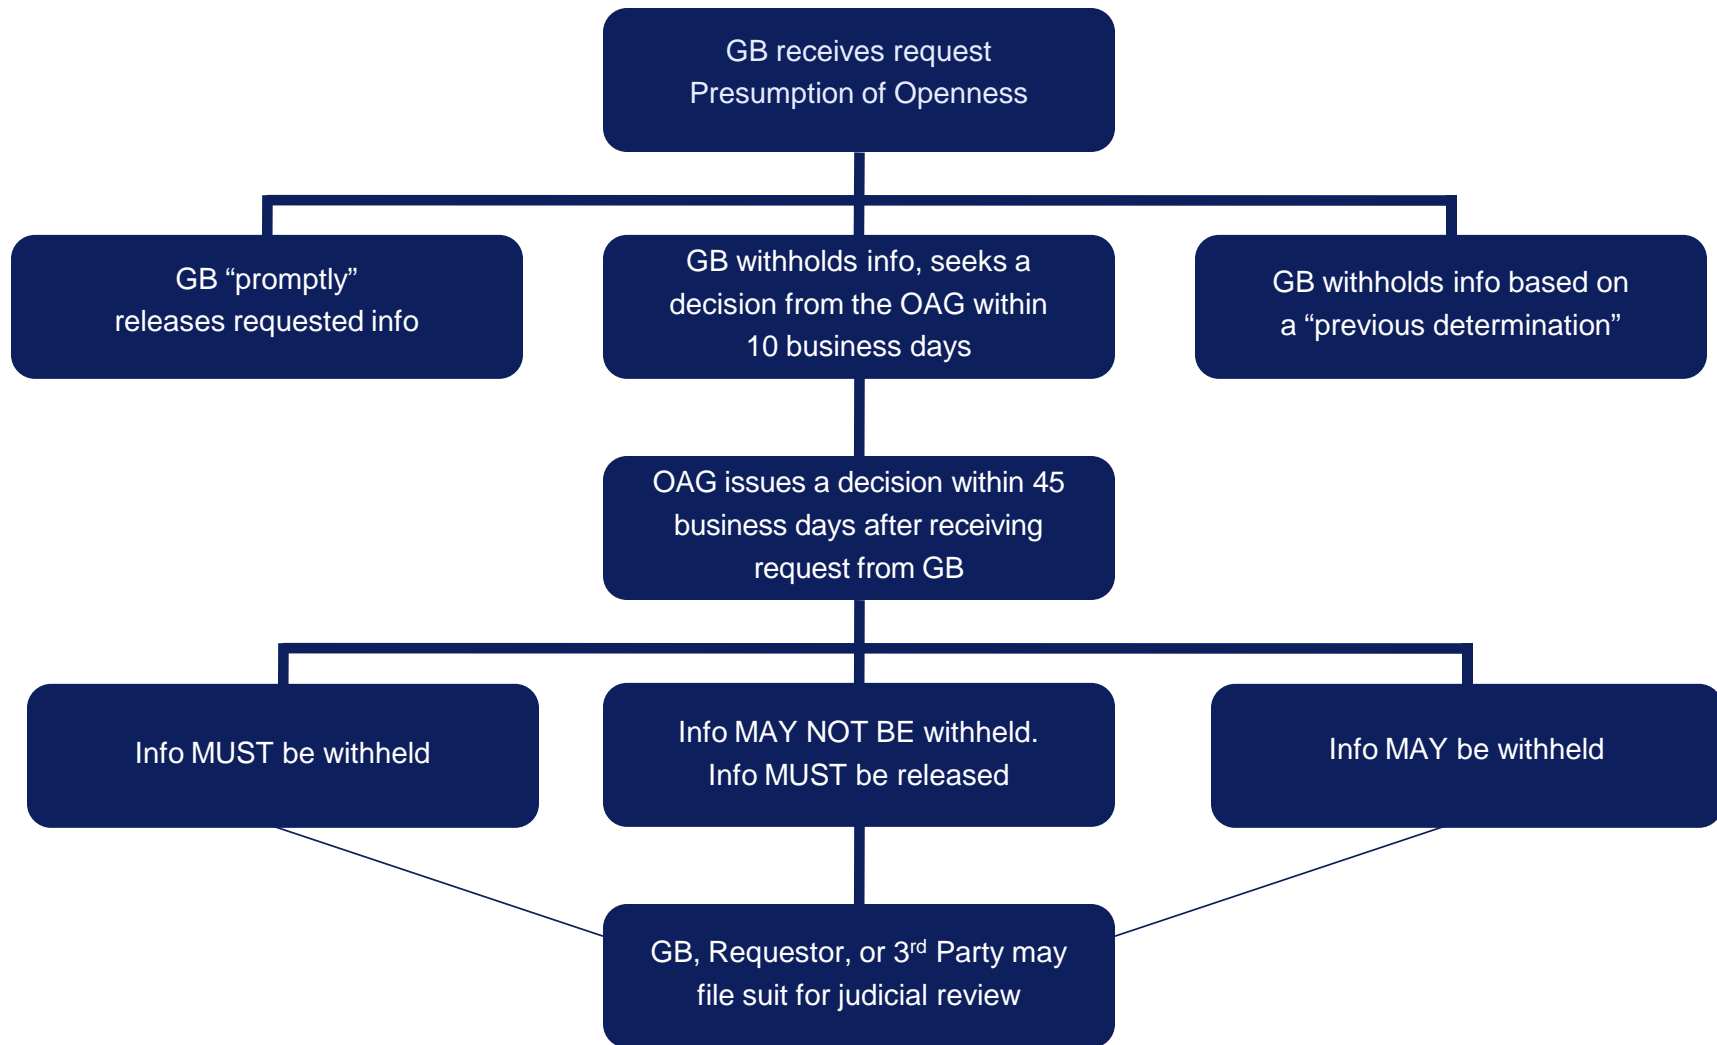 GB receives request
Presumption of Openness
GB “promptly”
releases requested info
GB withholds info, seeks a
decision from the OAG within
10 business days
GB withholds info based on
a “previous determination”
OAG issues a decision within 45
business days after receiving
request from GB
Info MUST be withheld
Info MAY NOT BE withheld.
Info MUST be released
Info MAY be withheld
GB, Requestor, or 3rd Party may
file suit for judicial review